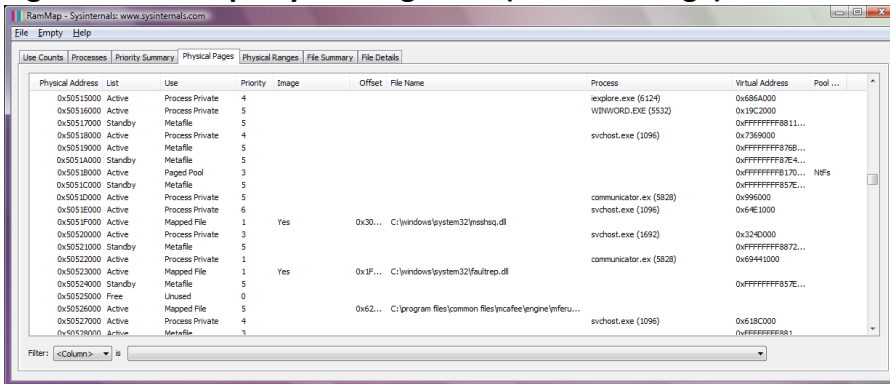 RamMap - Sysinternals: www.sysinternals.com
File Empty Help
Use Counts Processes Priority Summary Physical Pages Physical Ranges File Summary File Details
Physical Address List Use Priority Image Offset File Name Process Virtual Address Pool ...
0x50515000 Active Process Private 4 iexplore.exe (6124) 0x686A000
0x50516000 Active Process Private 5 WINWORD.EXE (5532) 0x19C2000
0x50517000 Standby Metafile 5 0xFFFFFFFF8811...
0x50518000 Active Process Private 4 svchost.exe (1096) 0x7369000
0x50519000 Active Metafile 5 0xFFFFFFFF876B...
0x5051A000 Standby Metafile 5 0xFFFFFFFF87E4...
0x5051B000 Active Paged Pool 3 0xFFFFFFFFB170... NtFs
0x5051C000 Standby Metafile 5 0xFFFFFFFF857E...
0x5051D000 Active Process Private 5 communicator.ex (5828) 0x996000
0x5051E000 Active Process Private 6 svchost.exe (1096) 0x64E1000
0x5051F000 Active Mapped File 1 Yes 0x30... C:\windows\system32\msshsq.dll
0x50520000 Active Process Private 3 svchost.exe (1692) 0x324D000
0x50521000 Standby Metafile 5 0xFFFFFFFF8872...
0x50522000 Active Process Private 1 communicator.ex (5828) 0x69441000
0x50523000 Active Mapped File 1 Yes 0x1F... C:\windows\system32\faultrep.dll
0x50524000 Standby Metafile 5 0xFFFFFFFF857E...
0x50525000 Free Unused 0
0x50526000 Active Mapped File 5 0x62... C:\program files\common files\mcafee\engine\mferu...
0x50527000 Active Process Private 4 svchost.exe (1096) 0x618C000
0x50528000 Active Metafile 3 0xFFFFFFFF881
Filter: <Column> is